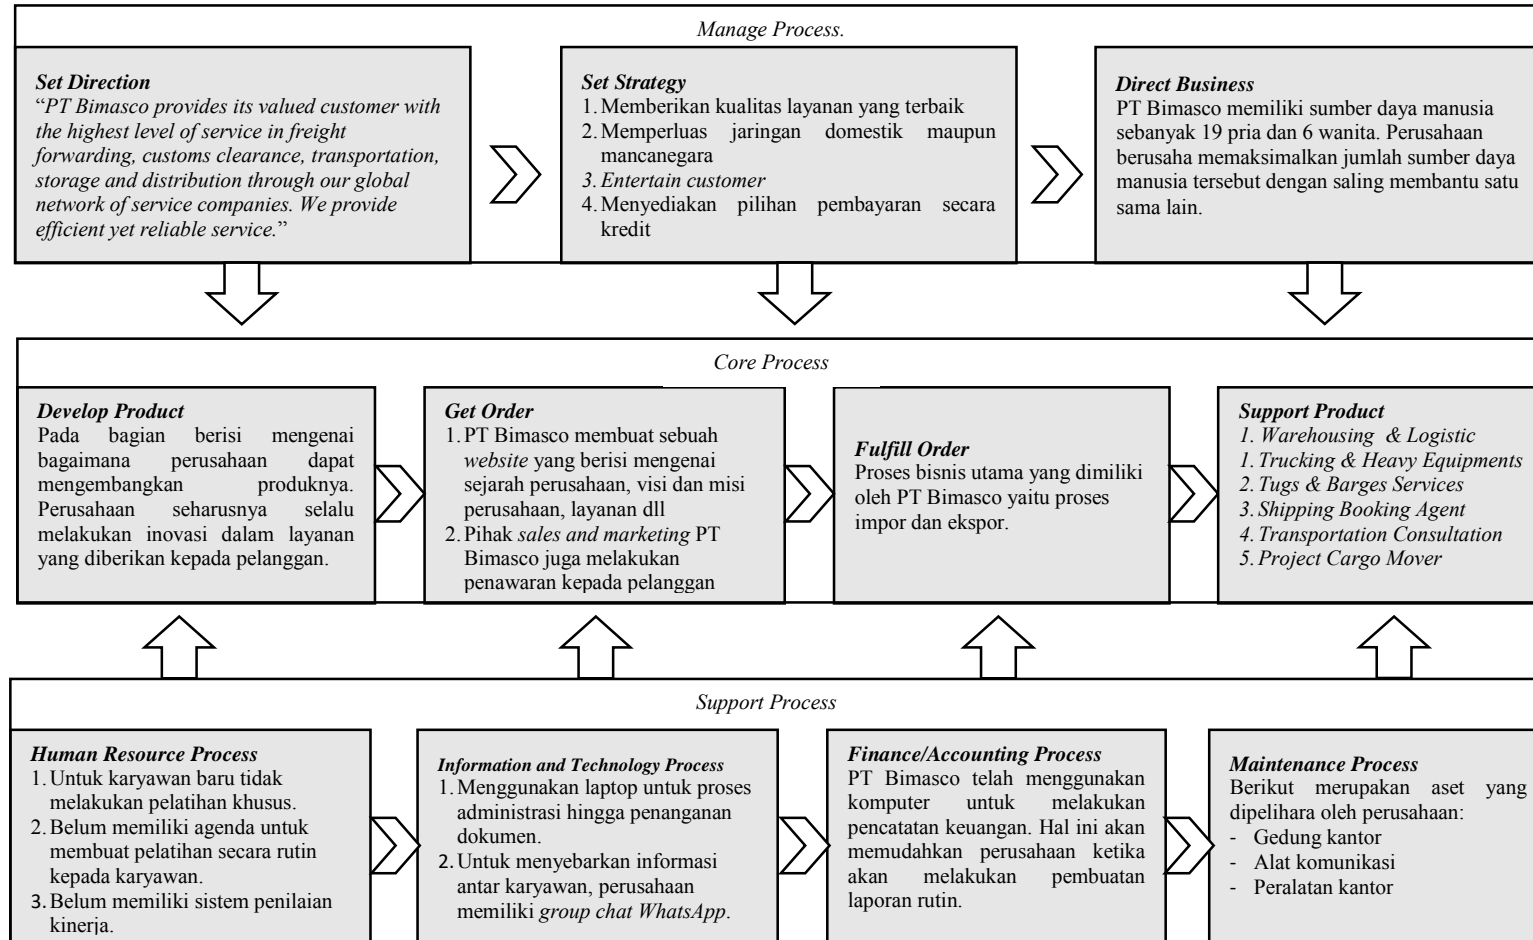 Manage Process.
Set Direction
“PT Bimasco provides its valued customer with
the highest level of service in freight
forwarding, customs clearance, transportation,
storage and distribution through our global
network of service companies. We provide
efficient yet reliable service.”
Set Strategy
1. Memberikan kualitas layanan yang terbaik
2. Memperluas jaringan domestik maupun
mancanegara
3. Entertain customer
4. Menyediakan pilihan pembayaran secara
kredit
Direct Business
PT Bimasco memiliki sumber daya manusia
sebanyak 19 pria dan 6 wanita. Perusahaan
berusaha memaksimalkan jumlah sumber daya
manusia tersebut dengan saling membantu satu
sama lain.
Core Process
Develop Product
Pada bagian berisi mengenai
bagaimana perusahaan dapat
mengembangkan produknya.
Perusahaan seharusnya selalu
melakukan inovasi dalam layanan
yang diberikan kepada pelanggan.
Get Order
1. PT Bimasco membuat sebuah
website yang berisi mengenai
sejarah perusahaan, visi dan misi
perusahaan, layanan dll
2. Pihak sales and marketing PT
Bimasco juga melakukan
penawaran kepada pelanggan
Fulfill Order
Proses bisnis utama yang dimiliki
oleh PT Bimasco yaitu proses
impor dan ekspor.
Support Product
1. Warehousing & Logistic
1. Trucking & Heavy Equipments
2. Tugs & Barges Services
3. Shipping Booking Agent
4. Transportation Consultation
5. Project Cargo Mover
Support Process
Human Resource Process
1. Untuk karyawan baru tidak
melakukan pelatihan khusus.
2. Belum memiliki agenda untuk
membuat pelatihan secara rutin
kepada karyawan.
3. Belum memiliki sistem penilaian
kinerja.
Information and Technology Process
1. Menggunakan laptop untuk proses
administrasi hingga penanganan
dokumen.
2. Untuk menyebarkan informasi
antar karyawan, perusahaan
memiliki group chat WhatsApp.
Finance/Accounting Process
PT Bimasco telah menggunakan
komputer untuk melakukan
pencatatan keuangan. Hal ini akan
memudahkan perusahaan ketika
akan melakukan pembuatan
laporan rutin.
Maintenance Process
Berikut merupakan aset yang
dipelihara oleh perusahaan:
- Gedung kantor
- Alat komunikasi
- Peralatan kantor